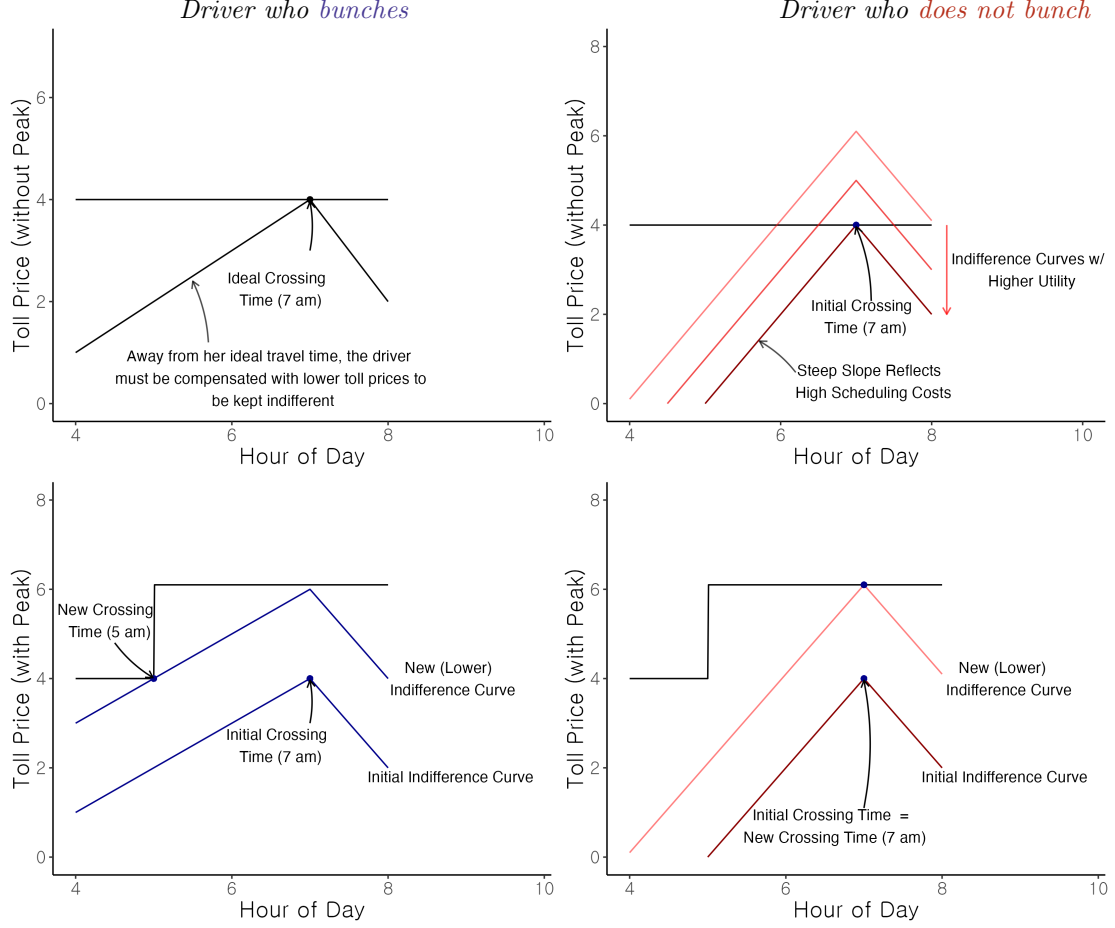 Driver who bunches
Driver who does not bunch
Toll Price (without Peak)
6
4
2
0
Ideal Crossing
Time (7 am)
Away from her ideal travel time, the driver
must be compensated with lower toll prices to
be kept indifferent
4
6
8
10
Hour of Day
Toll Price (without Peak)
8
6
4
2
0
Indifference Curves w/
Higher Utility
Initial Crossing
Time (7 am)
Steep Slope Reflects
High Scheduling Costs
4
6
8
10
Hour of Day
Toll Price (with Peak)
8
6
4
2
0
New Crossing
Time (5 am)
New (Lower)
Indifference Curve
Initial Crossing
Time (7 am)
Initial Indifference Curve
4
6
8
10
Hour of Day
Toll Price (with Peak)
8
6
4
2
0
New (Lower)
Indifference Curve
Initial Indifference Curve
Initial Crossing Time =
New Crossing Time (7 am)
4
6
8
10
Hour of Day